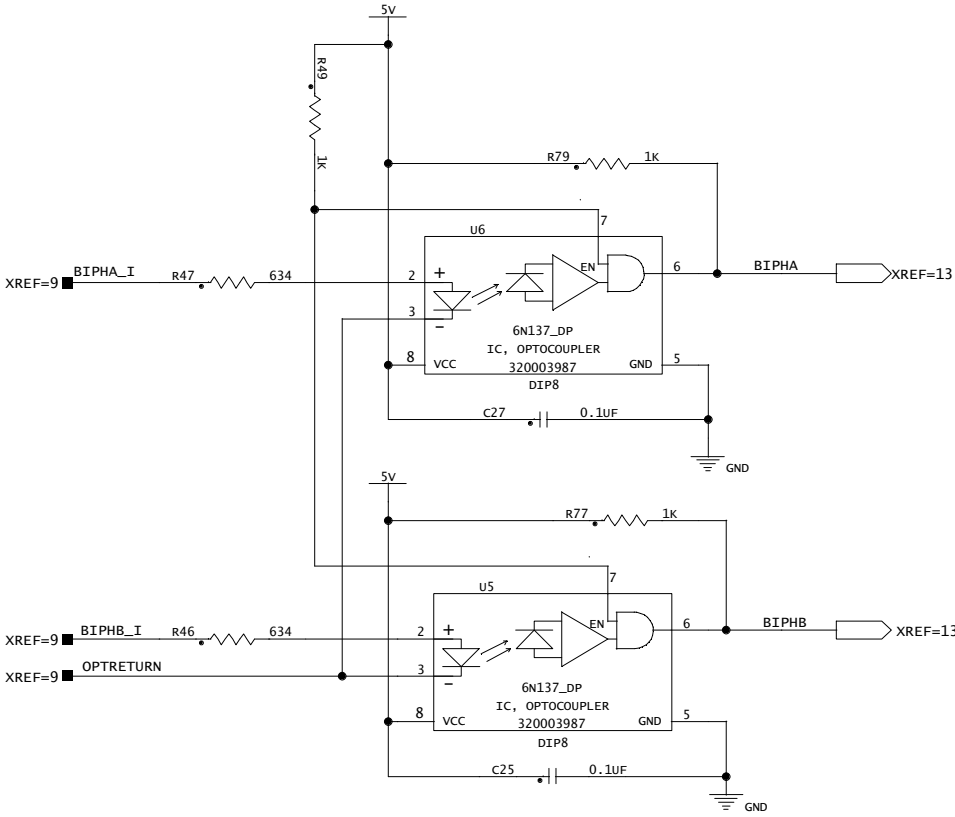 5V
R49
1K
R79 1K
7
U6
XREF=9 BIPHA_I R47 634 2 + EN 6 BIPHA XREF=13
3 −
6N137_DP
IC, OPTOCOUPLER
8 VCC 320003987 GND 5
DIP8
C27 0.1UF
GND
5V
R77 1K
7
U5
XREF=9 BIPHB_I R46 634 2 + EN 6 BIPHB XREF=13
XREF=9 OPTRETURN 3 −
6N137_DP
IC, OPTOCOUPLER
8 VCC 320003987 GND 5
DIP8
C25 0.1UF
GND